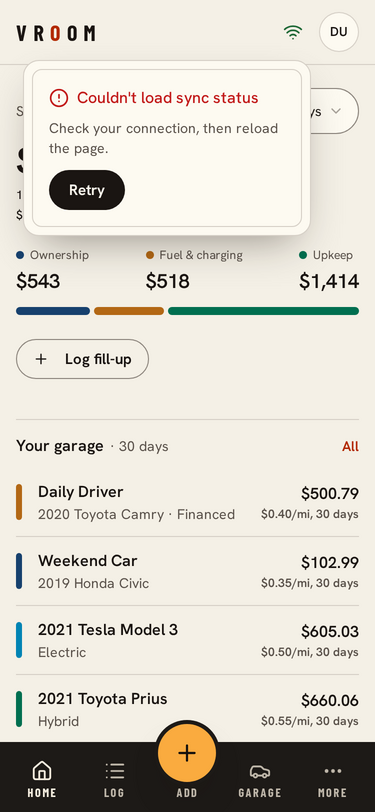 VROOM
DU
Couldn't load sync status
Check your connection, then reload
the page.
Retry
Ownership
Fuel & charging
Upkeep
$543
$518
$1,414
Log fill-up
Your garage · 30 days
All
Daily Driver
$500.79
2020 Toyota Camry · Financed
$0.40/mi, 30 days
Weekend Car
$102.99
2019 Honda Civic
$0.35/mi, 30 days
2021 Tesla Model 3
$605.03
Electric
$0.50/mi, 30 days
2021 Toyota Prius
$660.06
Hybrid
$0.55/mi, 30 days
HOME
LOG
ADD
GARAGE
MORE